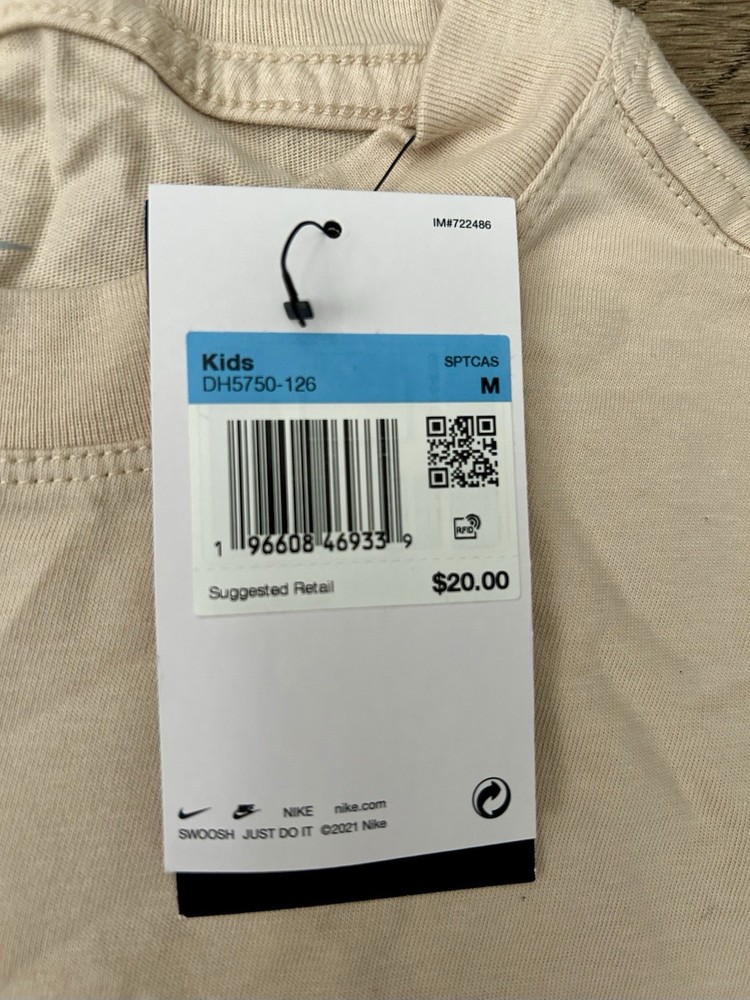 IM#722486
Kids SPTCAS
DH5750-126 M
RFID
1 96608 46933 9
Suggested Retail $20.00
NIKE nike.com
SWOOSH JUST DO IT ©2021 Nike